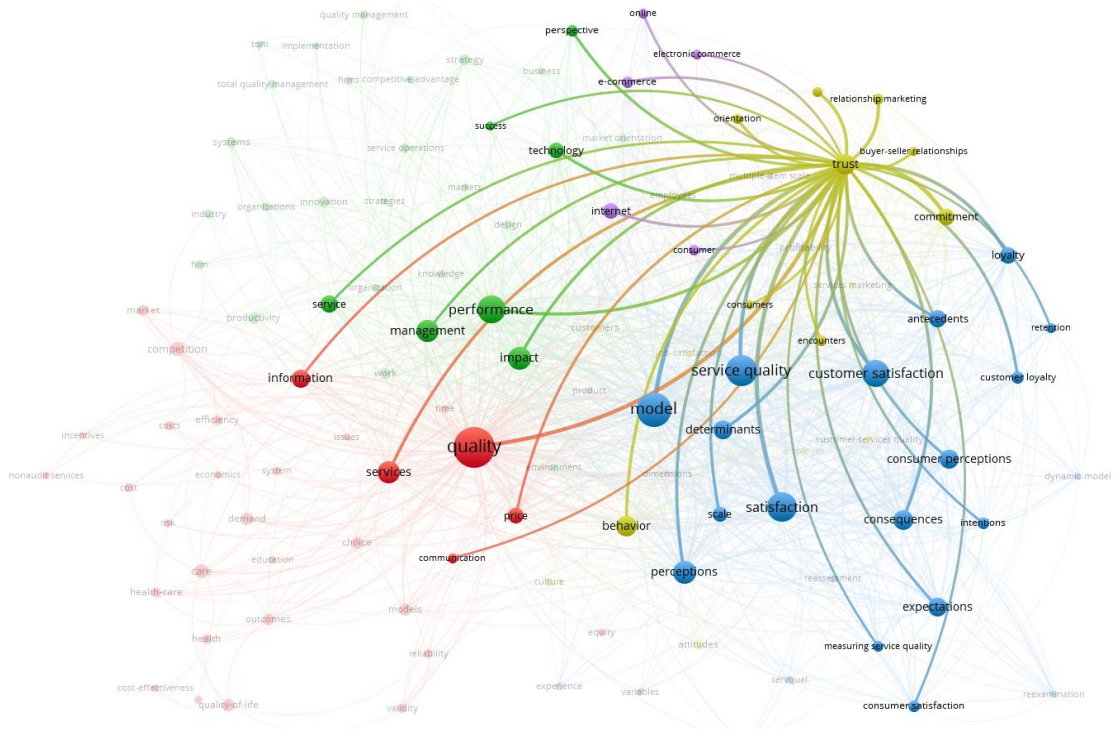 quality management
online
perspective
tqm
implementation
electronic commerce
strategy
business
e-commerce
total quality management
firms
competitive advantage
relationship marketing
orientation
success
systems
service operations
technology
market orientation
buyer-seller relationships
trust
multiple-item scale
markets
employees
industry
organizations
innovation
strategies
internet
commitment
design
consumer
profitability
loyalty
firm
knowledge
organization
services marketing
market
productivity
service
performance
consumers
antecedents
management
customers
retention
competition
impact
job-satisfaction
encounters
work
information
service quality
customer satisfaction
customer loyalty
product
time
model
efficiency
costs
incentives
issues
determinants
customer services quality
quality
consumer perceptions
nonaudit services
economics
system
services
environment
dimensions
dynamic-model
cost
satisfaction
price
scale
risk
demand
behavior
consequences
intentions
choice
education
communication
care
perceptions
culture
reassessment
health-care
models
expectations
outcomes
health
equity
attitudes
measuring service quality
reliability
cost-effectiveness
experience
variables
servqual
reexamination
quality-of-life
validity
consumer satisfaction